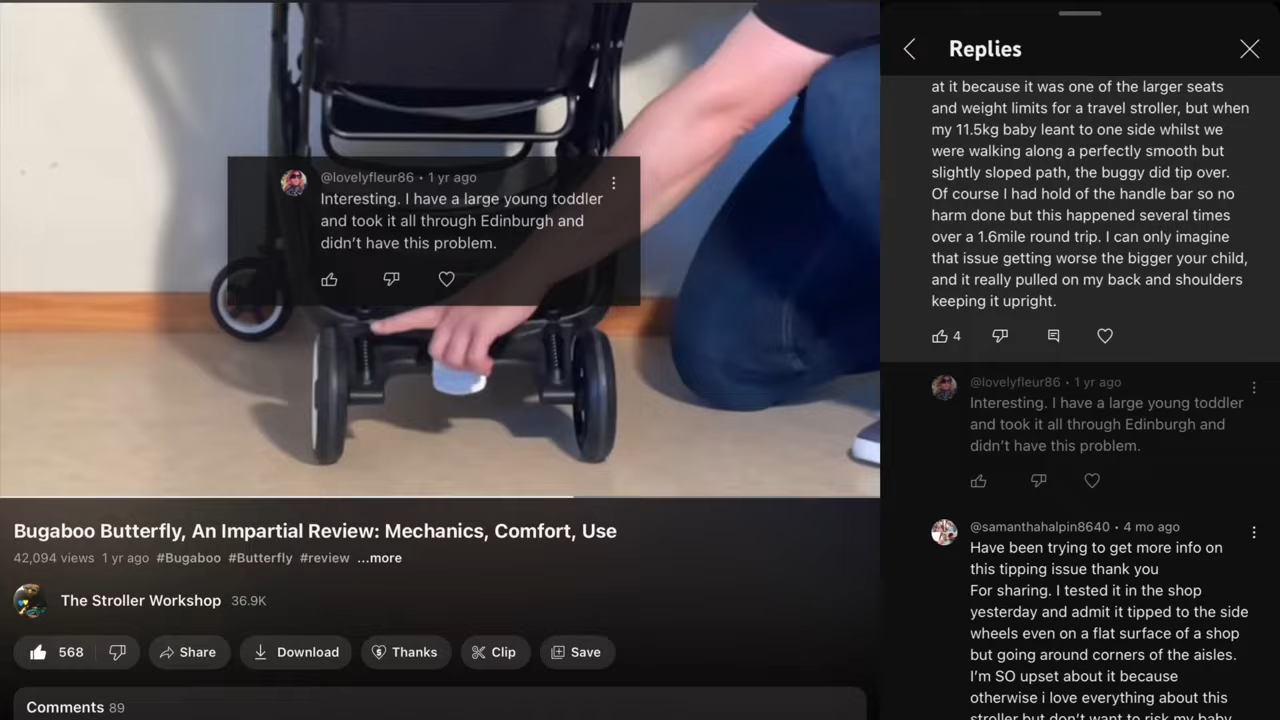 @lovelyfleur86 • 1 yr ago
Interesting. I have a large young toddler
and took it all through Edinburgh and
didn't have this problem.
Bugaboo Butterfly, An Impartial Review: Mechanics, Comfort, Use
42,094 views 1 yr ago #Bugaboo #Butterfly #review ...more
The Stroller Workshop 36.9K
568 Share Download Thanks Clip Save
Comments 89
Replies
at it because it was one of the larger seats
and weight limits for a travel stroller, but when
my 11.5kg baby leant to one side whilst we
were walking along a perfectly smooth but
slightly sloped path, the buggy did tip over.
Of course I had hold of the handle bar so no
harm done but this happened several times
over a 1.6mile round trip. I can only imagine
that issue getting worse the bigger your child,
and it really pulled on my back and shoulders
keeping it upright.
4
@lovelyfleur86 • 1 yr ago
Interesting. I have a large young toddler
and took it all through Edinburgh and
didn't have this problem.
@samanthahalpin8640 • 4 mo ago
Have been trying to get more info on
this tipping issue thank you
For sharing. I tested it in the shop
yesterday and admit it tipped to the side
wheels even on a flat surface of a shop
but going around corners of the aisles.
I'm SO upset about it because
otherwise i love everything about this
stroller but don't want to risk my baby